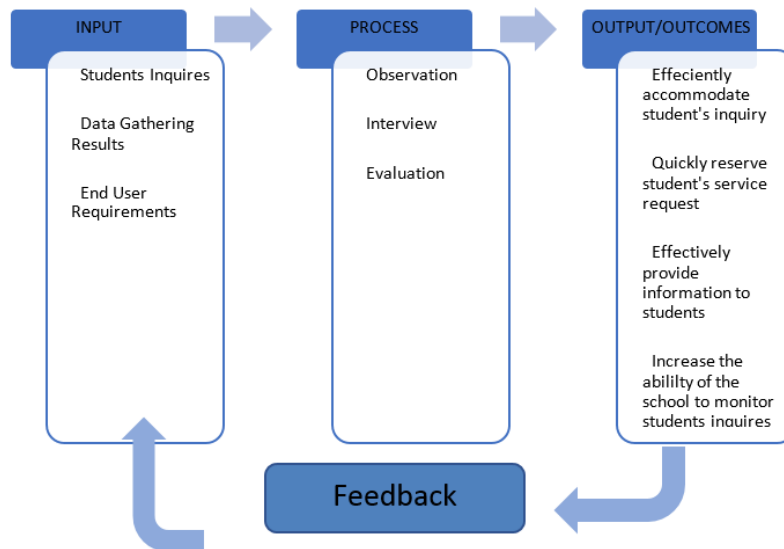 INPUT
Students Inquires
Data Gathering
Results
End User
Requirements
PROCESS
Observation
Interview
Evaluation
OUTPUT/OUTCOMES
Effeciently
accommodate
student's inquiry
Quickly reserve
student's service
request
Effectively
provide
information to
students
Increase the
abililty of the
school to monitor
students inquires
Feedback